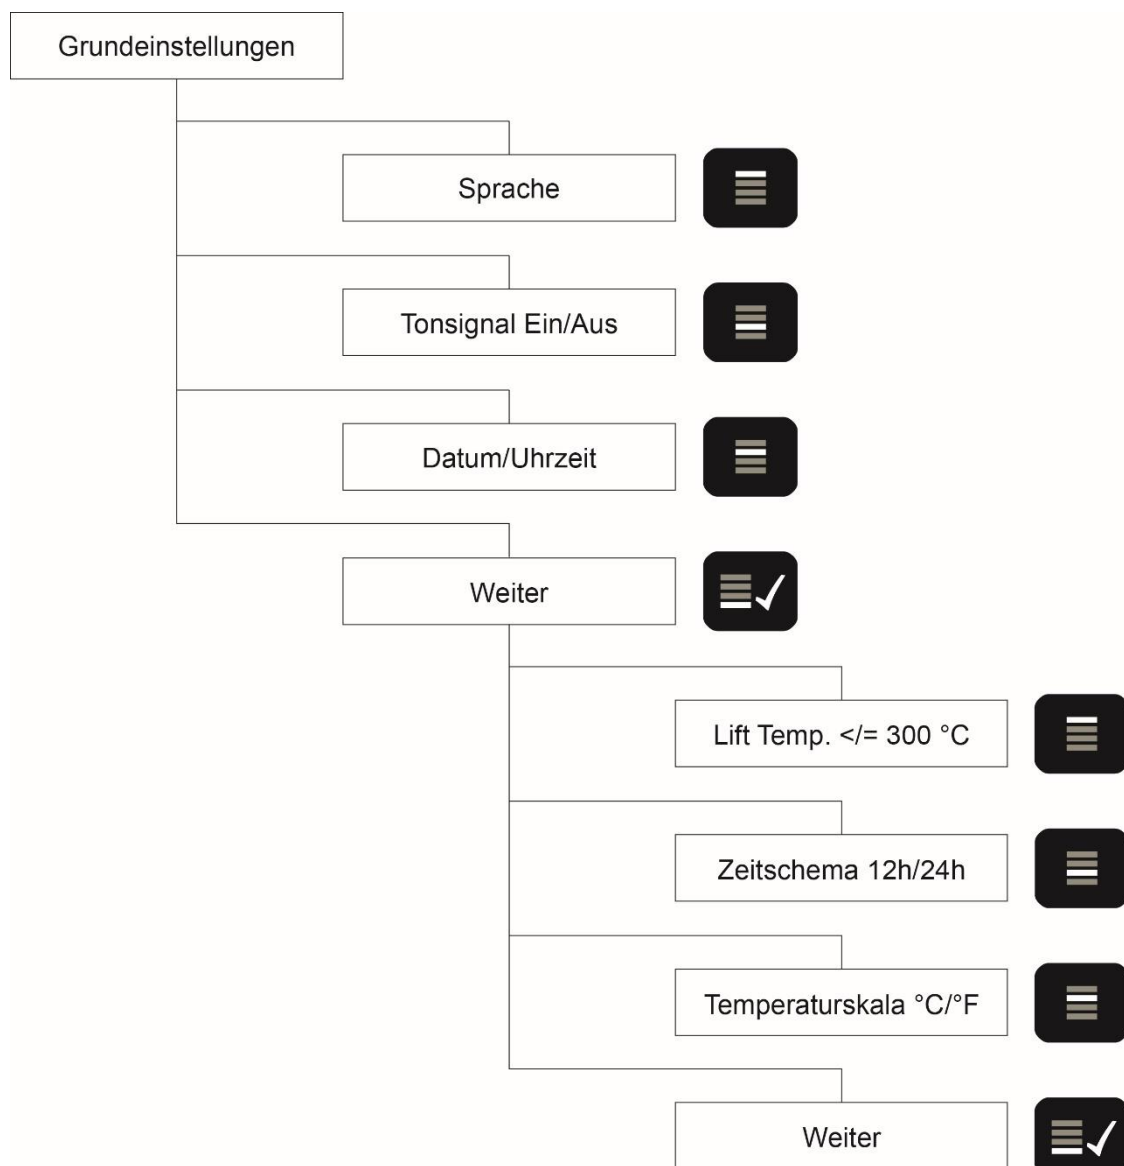 Grundeinstellungen
Sprache
Tonsignal Ein/Aus
Datum/Uhrzeit
Weiter
Lift Temp. </= 300 °C
Zeitschema 12h/24h
Temperaturskala °C/°F
Weiter